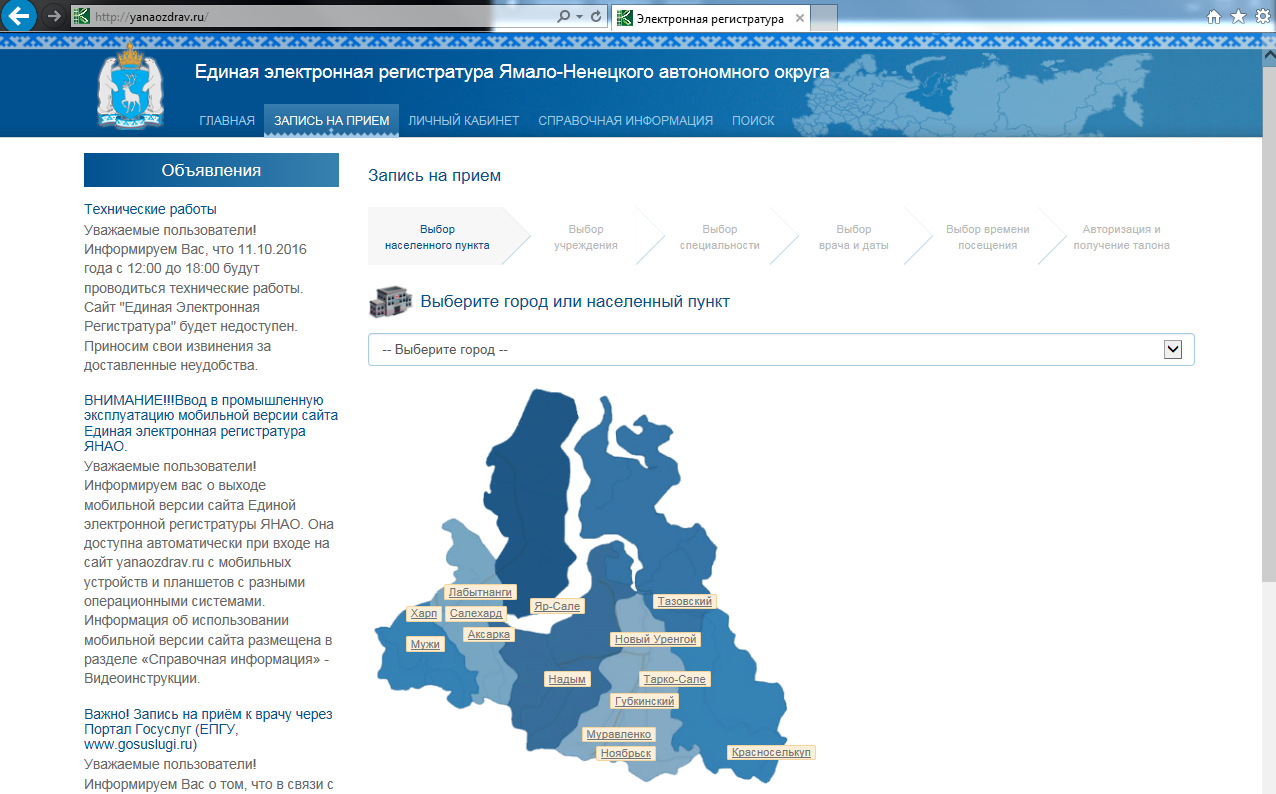 http://yanaozdrav.ru/
Электронная регистратура
Единая электронная регистратура Ямало-Ненецкого автономного округа
ГЛАВНАЯ ЗАПИСЬ НА ПРИЕМ ЛИЧНЫЙ КАБИНЕТ СПРАВОЧНАЯ ИНФОРМАЦИЯ ПОИСК
Объявления
Технические работы
Уважаемые пользователи!
Информируем Вас, что 11.10.2016
года с 12:00 до 18:00 будут
проводиться технические работы.
Сайт "Единая Электронная
Регистратура" будет недоступен.
Приносим свои извинения за
доставленные неудобства.
ВНИМАНИЕ!!!Ввод в промышленную
эксплуатацию мобильной версии сайта
Единая электронная регистратура
ЯНАО.
Уважаемые пользователи!
Информируем вас о выходе
мобильной версии сайта Единой
электронной регистратуры ЯНАО. Она
доступна автоматически при входе на
сайт yanaozdrav.ru с мобильных
устройств и планшетов с разными
операционными системами.
Информация об использовании
мобильной версии сайта размещена в
разделе «Справочная информация» -
Видеоинструкции.
Важно! Запись на приём к врачу через
Портал Госуслуг (ЕПГУ,
www.gosuslugi.ru)
Уважаемые пользователи!
Информируем Вас о том, что в связи с
Запись на прием
Выбор
населенного пункта
Выбор
учреждения
Выбор
специальности
Выбор
врача и даты
Выбор времени
посещения
Авторизация и
получение талона
Выберите город или населенный пункт
-- Выберите город --
Лабытнанги
Харп
Салехард
Яр-Сале
Тазовский
Аксарка
Мужи
Новый Уренгой
Надым
Тарко-Сале
Губкинский
Муравленко
Ноябрьск
Красноселькуп